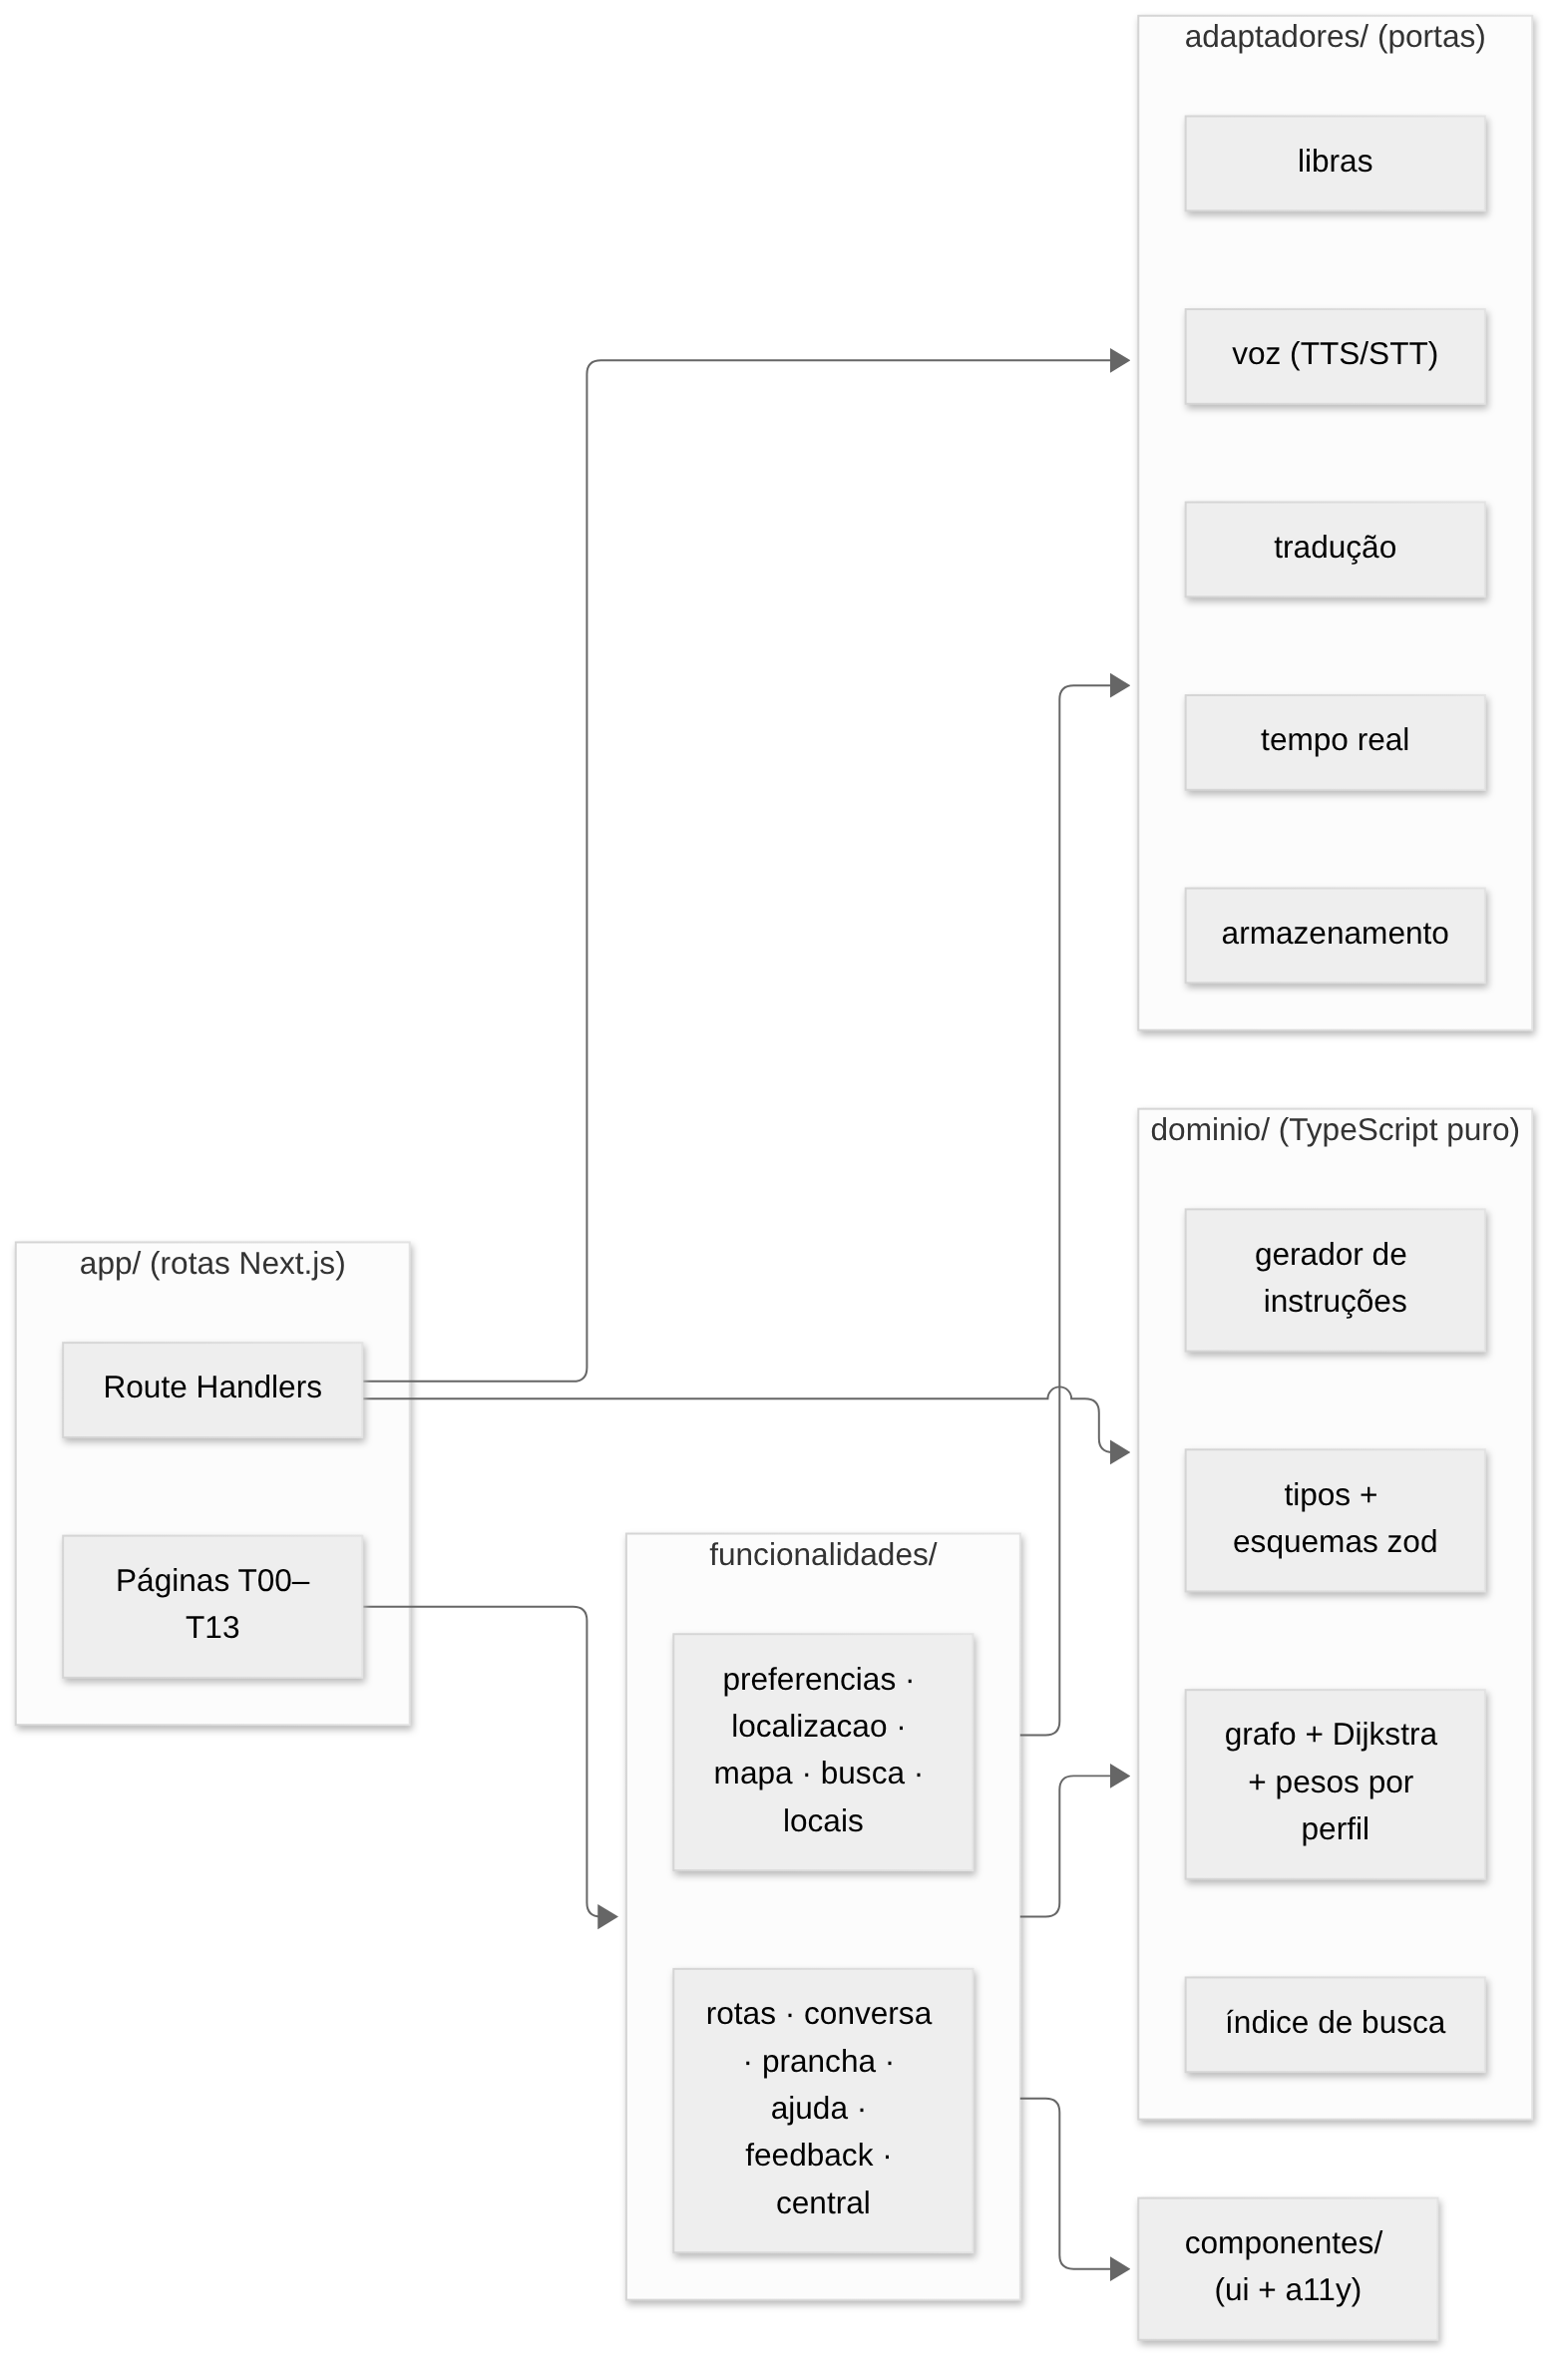 adaptadores/ (portas)
libras
voz (TTS/STT)
tradução
tempo real
armazenamento
dominio/ (TypeScript puro)
gerador de
instruções
tipos +
esquemas zod
grafo + Dijkstra
+ pesos por
perfil
índice de busca
app/ (rotas Next.js)
Route Handlers
Páginas T00–
T13
funcionalidades/
preferencias ·
localizacao ·
mapa · busca ·
locais
rotas · conversa
· prancha ·
ajuda ·
feedback ·
central
componentes/
(ui + a11y)